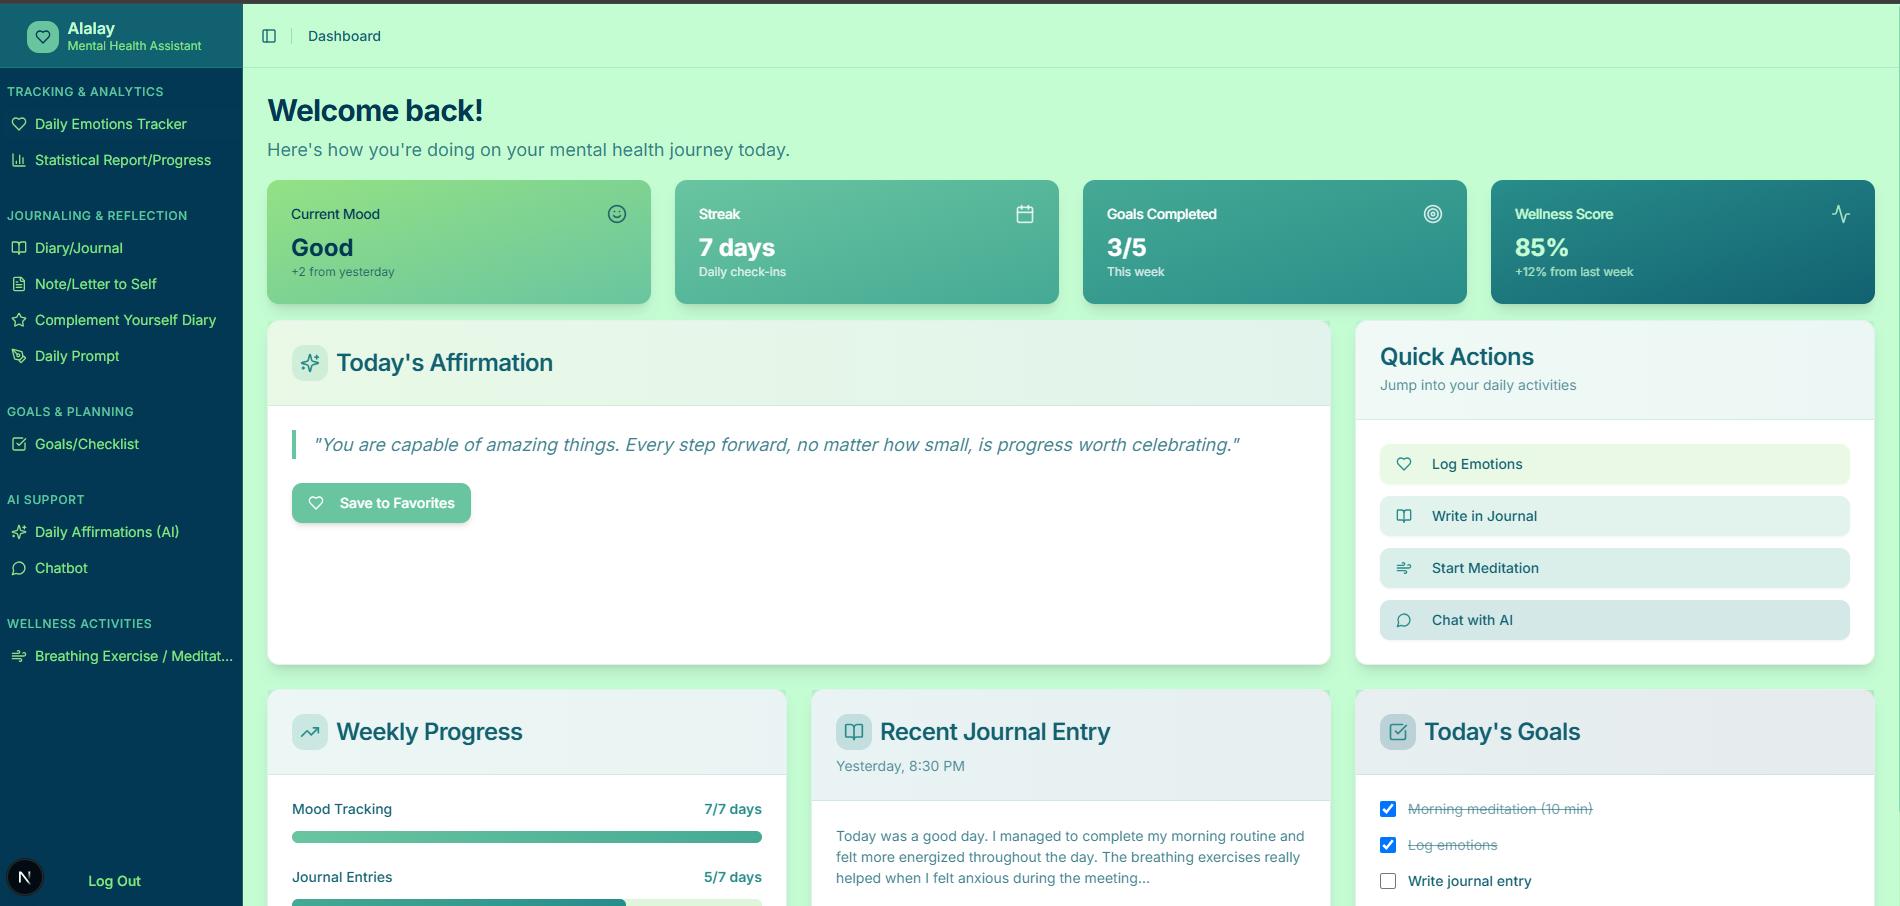 Alalay
Mental Health Assistant
TRACKING & ANALYTICS
Daily Emotions Tracker
Statistical Report/Progress
JOURNALING & REFLECTION
Diary/Journal
Note/Letter to Self
Complement Yourself Diary
Daily Prompt
GOALS & PLANNING
Goals/Checklist
AI SUPPORT
Daily Affirmations (AI)
Chatbot
WELLNESS ACTIVITIES
Breathing Exercise / Meditat...
N
Log Out
Dashboard
Welcome back!
Here's how you're doing on your mental health journey today.
Current Mood
Good
+2 from yesterday
Streak
7 days
Daily check-ins
Goals Completed
3/5
This week
Wellness Score
85%
+12% from last week
Today's Affirmation
"You are capable of amazing things. Every step forward, no matter how small, is progress worth celebrating."
Save to Favorites
Quick Actions
Jump into your daily activities
Log Emotions
Write in Journal
Start Meditation
Chat with AI
Weekly Progress
Mood Tracking 7/7 days
Journal Entries 5/7 days
Recent Journal Entry
Yesterday, 8:30 PM
Today was a good day. I managed to complete my morning routine and
felt more energized throughout the day. The breathing exercises really
helped when I felt anxious during the meeting...
Today's Goals
Morning meditation (10 min)
Log emotions
Write journal entry